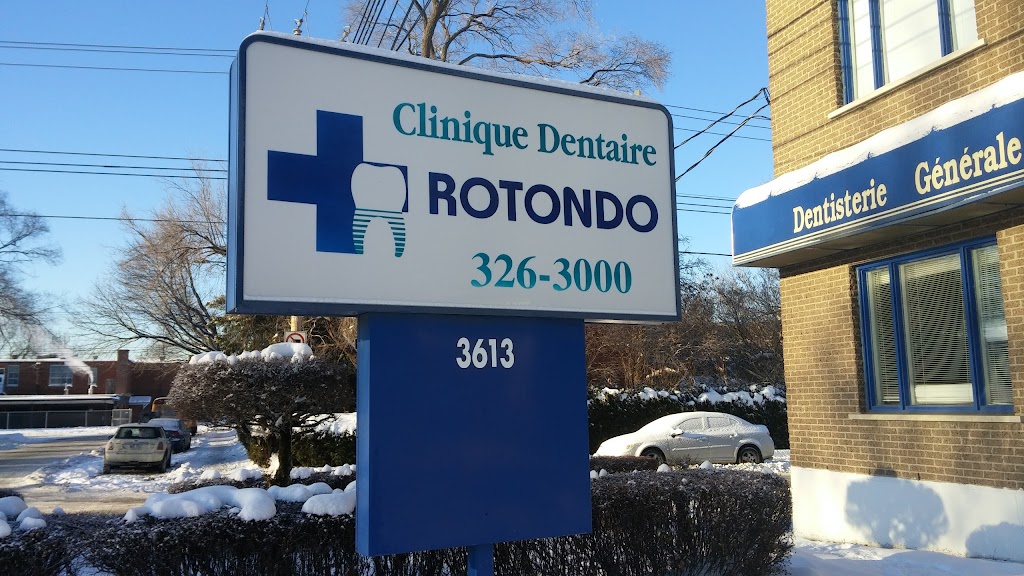 Clinique Dentaire
ROTONDO
326-3000
3613
Dentisterie Générale